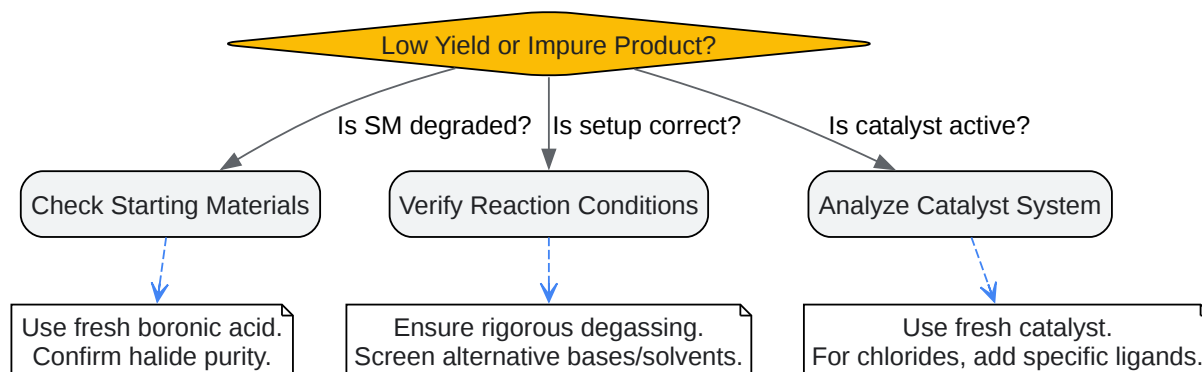 Low Yield or Impure Product?
Is SM degraded?
Is setup correct?
Is catalyst active?
Check Starting Materials
Verify Reaction Conditions
Analyze Catalyst System
Use fresh boronic acid.
Confirm halide purity.
Ensure rigorous degassing.
Screen alternative bases/solvents.
Use fresh catalyst.
For chlorides, add specific ligands.